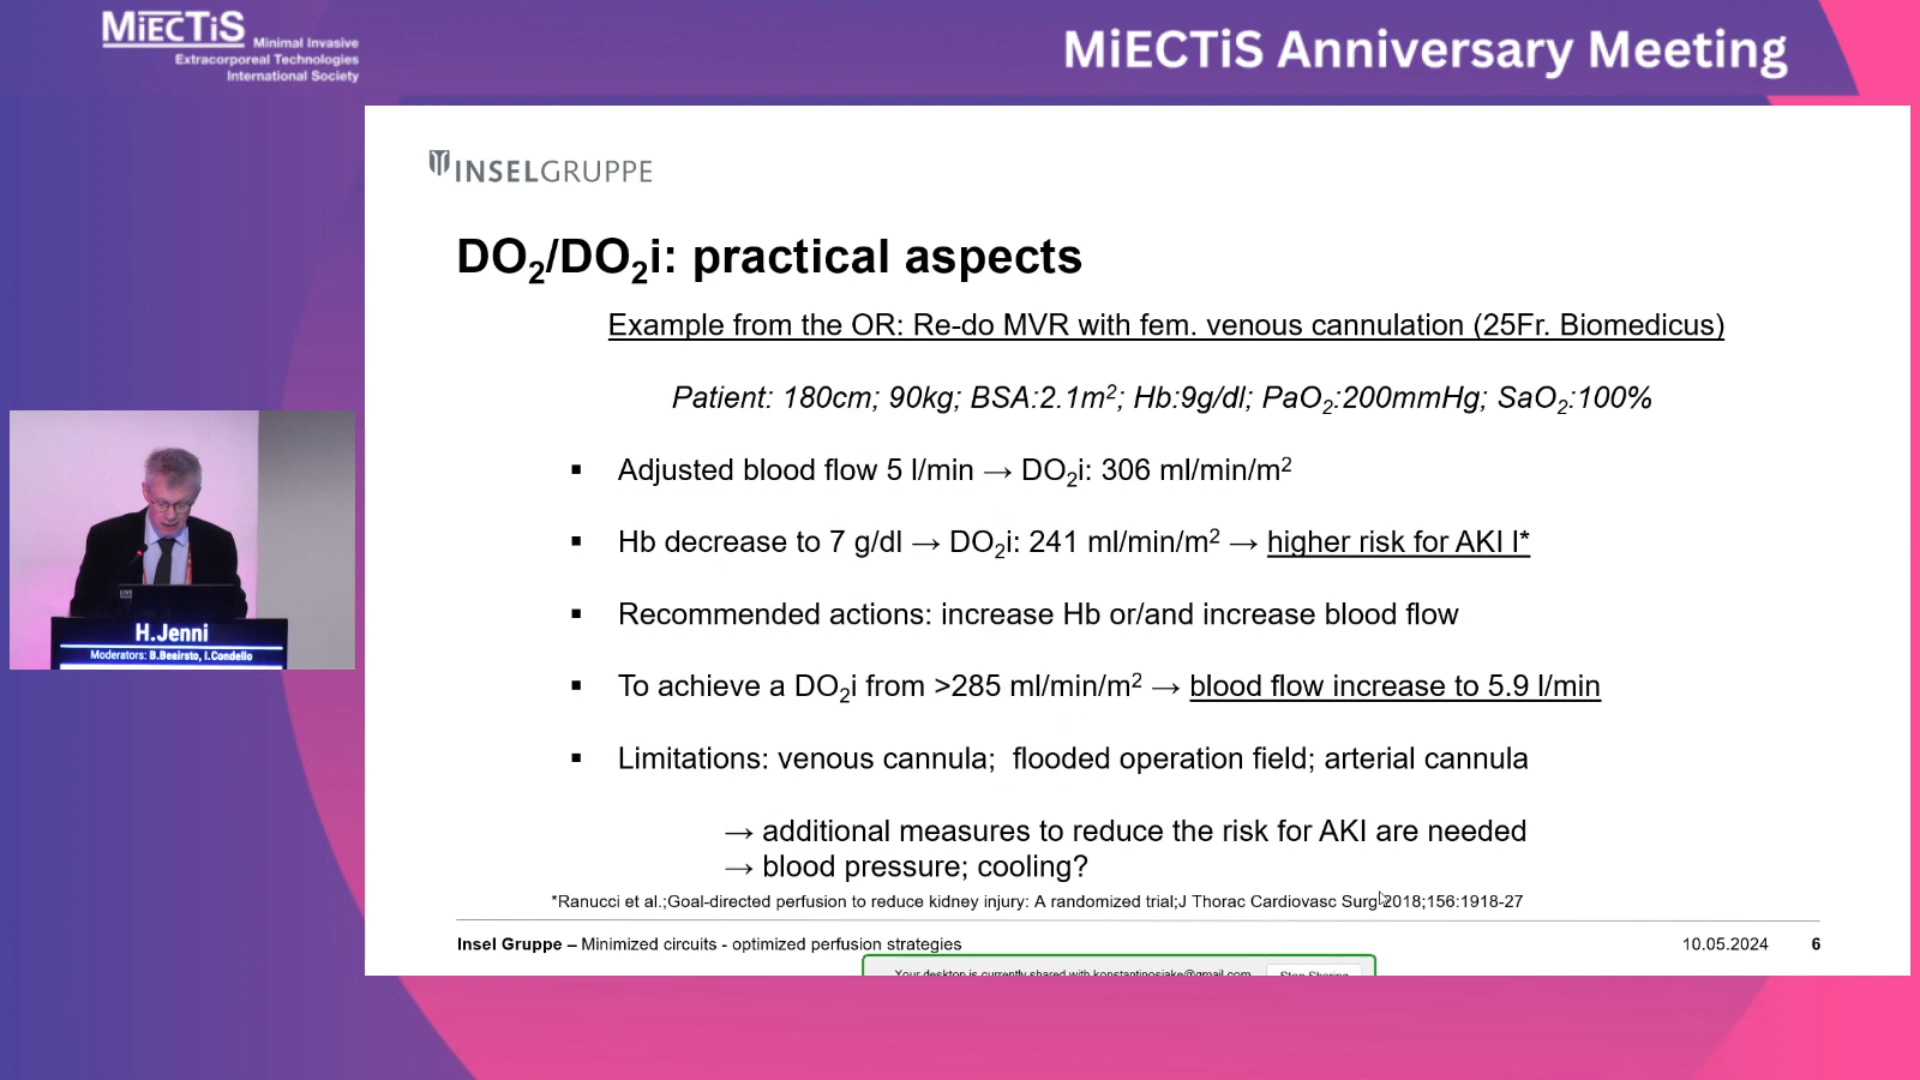 MiECTiS
Minimal Invasive
Extracorporeal Technologies
International Society
MiECTiS Anniversary Meeting
INSELGRUPPE
DO2/DO2i: practical aspects
Example from the OR: Re-do MVR with fem. venous cannulation (25Fr. Biomedicus)
Patient: 180cm; 90kg; BSA:2.1m²; Hb:9g/dl; PaO2:200mmHg; SaO2:100%
▪ Adjusted blood flow 5 l/min → DO2i: 306 ml/min/m²
▪ Hb decrease to 7 g/dl → DO2i: 241 ml/min/m² → higher risk for AKI I*
▪ Recommended actions: increase Hb or/and increase blood flow
▪ To achieve a DO2i from >285 ml/min/m² → blood flow increase to 5.9 l/min
▪ Limitations: venous cannula; flooded operation field; arterial cannula
→ additional measures to reduce the risk for AKI are needed
→ blood pressure; cooling?
*Ranucci et al.;Goal-directed perfusion to reduce kidney injury: A randomized trial;J Thorac Cardiovasc Surg 2018;156:1918-27
Insel Gruppe – Minimized circuits - optimized perfusion strategies
10.05.2024 6
Your desktop is currently shared with konstantinosjake@gmail.com
Stop Sharing
H.Jenni
Moderators: B.Beeirsto, I.Condello